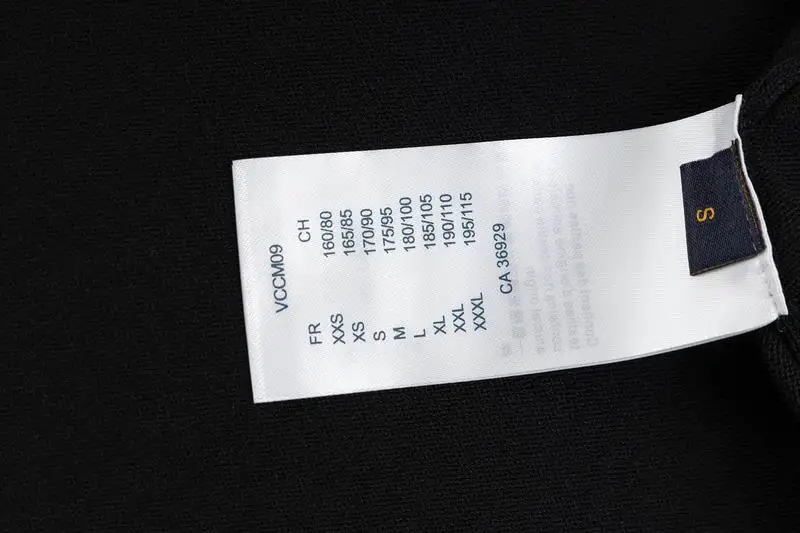 VCCM09
FR CH
XXS 160/80
XS 165/85
S 170/90
M 175/95
L 180/100
XL 185/105
XXL 190/110
XXXL 195/115
CA 36929
S